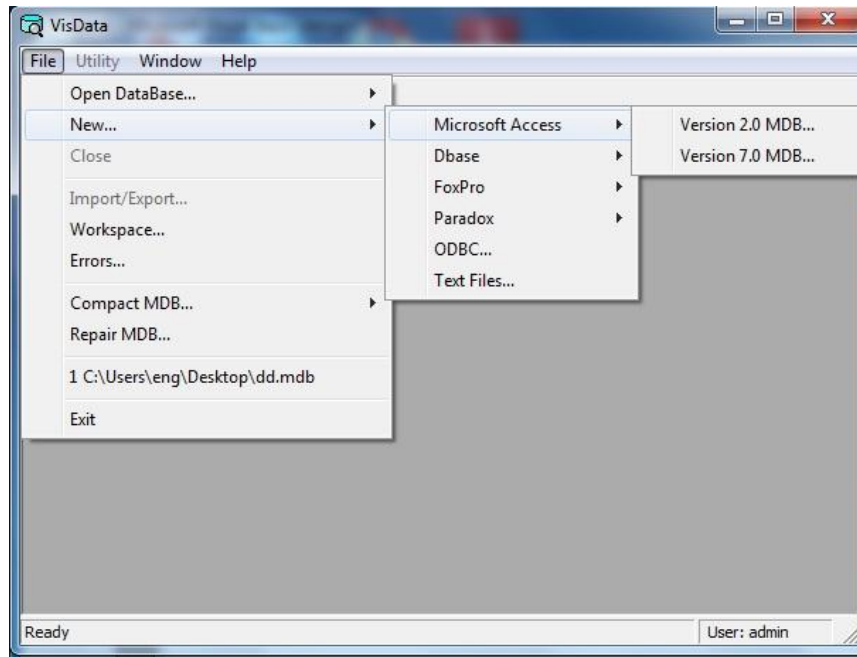 VisData
File Utility Window Help
Open DataBase...
New...
Close
Import/Export...
Workspace...
Errors...
Compact MDB...
Repair MDB...
1 C:\Users\eng\Desktop\dd.mdb
Exit
Microsoft Access
Dbase
FoxPro
Paradox
ODBC...
Text Files...
Version 2.0 MDB...
Version 7.0 MDB...
Ready
User: admin